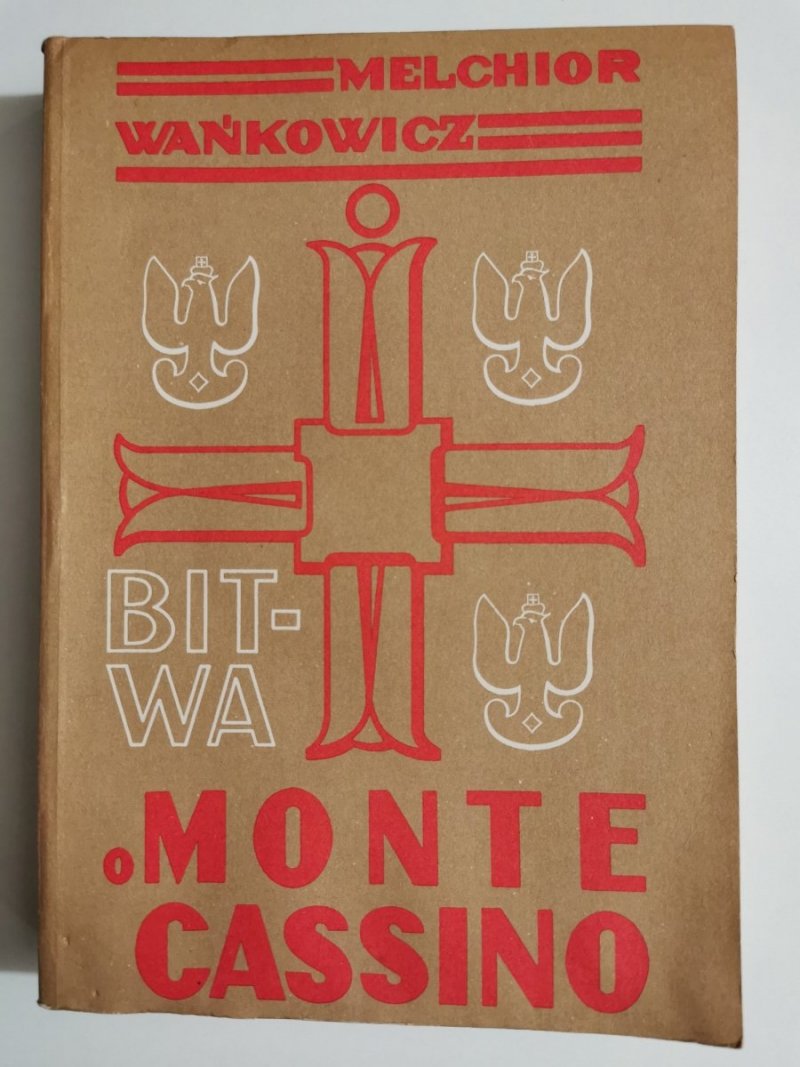 MELCHIOR
WAŃKOWICZ
BIT-
WA
O MONTE
CASSINO